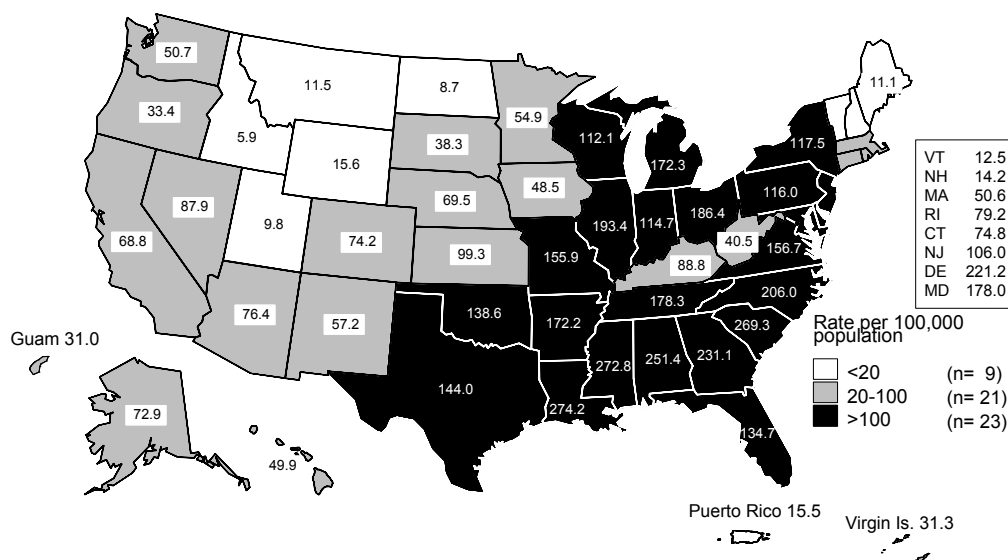 50.7
11.5
8.7
11.1
33.4
54.9
5.9
38.3
112.1
117.5
15.6
172.3
VT 12.5
NH 14.2
MA 50.6
RI 79.2
CT 74.8
NJ 106.0
DE 221.2
MD 178.0
48.5
116.0
87.9
69.5
186.4
9.8
193.4
114.7
68.8
74.2
40.5
156.7
99.3
155.9
88.8
206.0
178.3
76.4
138.6
57.2
172.2
269.3
Guam 31.0
Rate per 100,000
population
<20 (n= 9)
20-100 (n= 21)
>100 (n= 23)
272.8
251.4
231.1
144.0
274.2
72.9
134.7
49.9
Puerto Rico 15.5
Virgin Is. 31.3